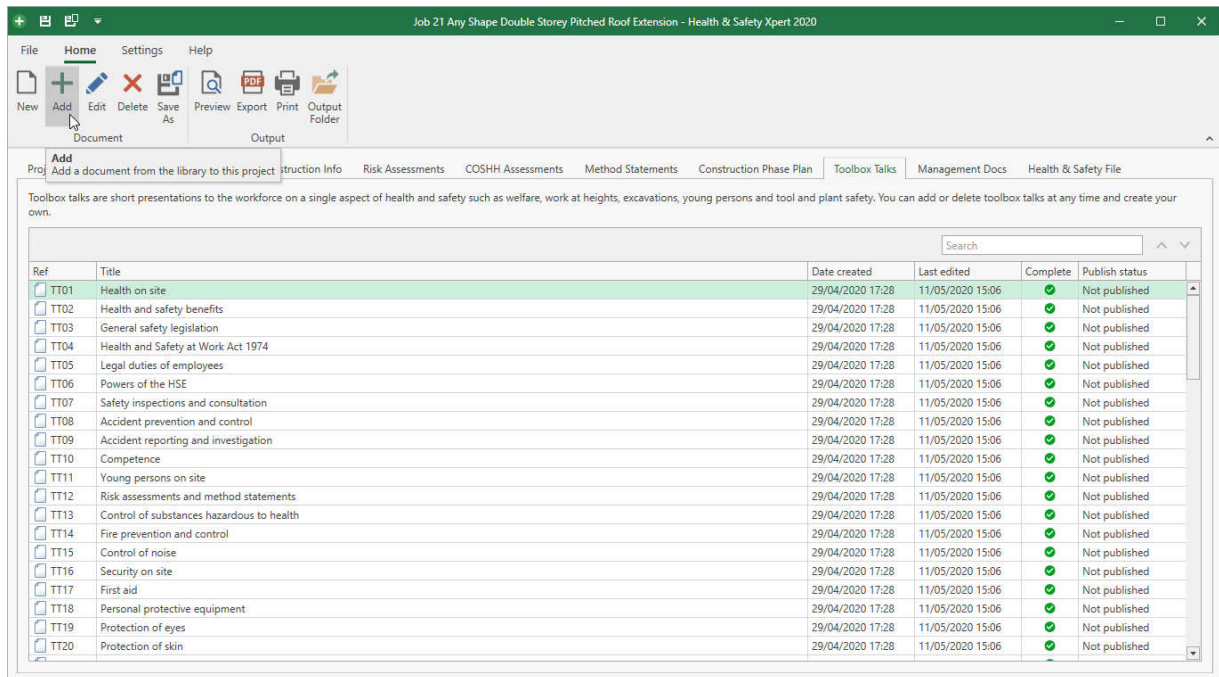 Job 21 Any Shape Double Storey Pitched Roof Extension - Health & Safety Xpert 2020
File Home Settings Help
New Add Edit Delete Save As Preview Export Print Output Folder
PDF
Document Output
Add
Add a document from the library to this project
Proj struction Info Risk Assessments COSHH Assessments Method Statements Construction Phase Plan Toolbox Talks Management Docs Health & Safety File
Toolbox talks are short presentations to the workforce on a single aspect of health and safety such as welfare, work at heights, excavations, young persons and tool and plant safety. You can add or delete toolbox talks at any time and create your
own.
Search
Ref Title Date created Last edited Complete Publish status
TT01 Health on site 29/04/2020 17:28 11/05/2020 15:06 Not published
TT02 Health and safety benefits 29/04/2020 17:28 11/05/2020 15:06 Not published
TT03 General safety legislation 29/04/2020 17:28 11/05/2020 15:06 Not published
TT04 Health and Safety at Work Act 1974 29/04/2020 17:28 11/05/2020 15:06 Not published
TT05 Legal duties of employees 29/04/2020 17:28 11/05/2020 15:06 Not published
TT06 Powers of the HSE 29/04/2020 17:28 11/05/2020 15:06 Not published
TT07 Safety inspections and consultation 29/04/2020 17:28 11/05/2020 15:06 Not published
TT08 Accident prevention and control 29/04/2020 17:28 11/05/2020 15:06 Not published
TT09 Accident reporting and investigation 29/04/2020 17:28 11/05/2020 15:06 Not published
TT10 Competence 29/04/2020 17:28 11/05/2020 15:06 Not published
TT11 Young persons on site 29/04/2020 17:28 11/05/2020 15:06 Not published
TT12 Risk assessments and method statements 29/04/2020 17:28 11/05/2020 15:06 Not published
TT13 Control of substances hazardous to health 29/04/2020 17:28 11/05/2020 15:06 Not published
TT14 Fire prevention and control 29/04/2020 17:28 11/05/2020 15:06 Not published
TT15 Control of noise 29/04/2020 17:28 11/05/2020 15:06 Not published
TT16 Security on site 29/04/2020 17:28 11/05/2020 15:06 Not published
TT17 First aid 29/04/2020 17:28 11/05/2020 15:06 Not published
TT18 Personal protective equipment 29/04/2020 17:28 11/05/2020 15:06 Not published
TT19 Protection of eyes 29/04/2020 17:28 11/05/2020 15:06 Not published
TT20 Protection of skin 29/04/2020 17:28 11/05/2020 15:06 Not published